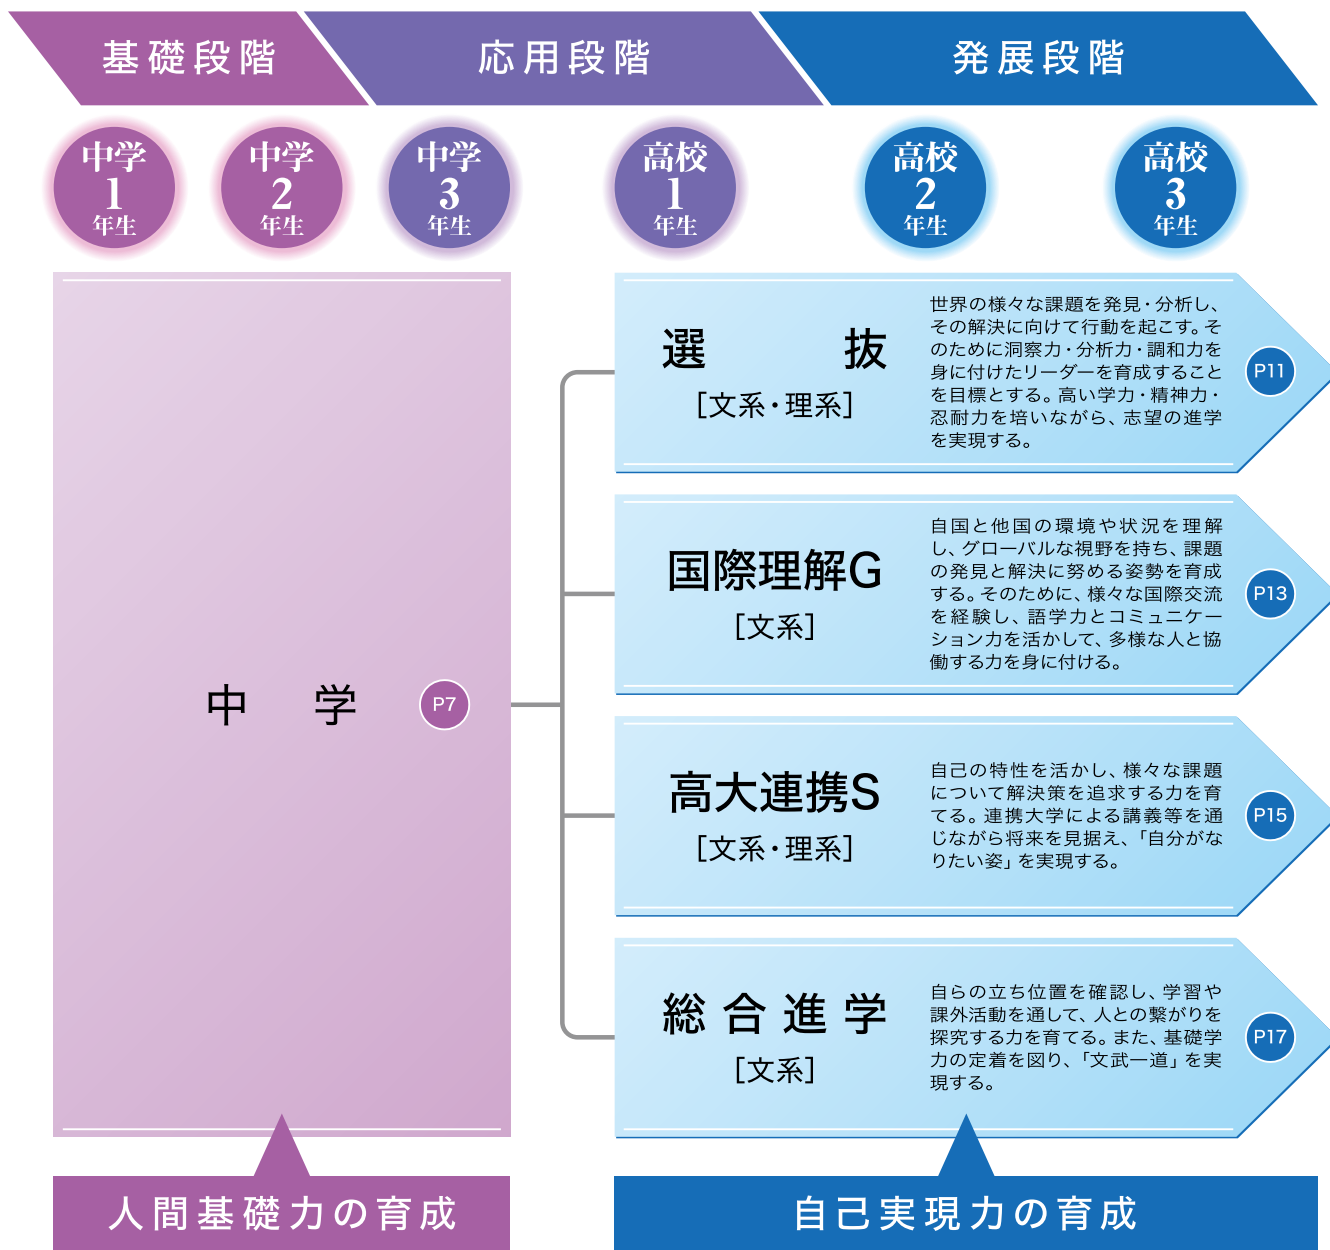 基礎段階
応用段階
発展段階
中学
1
年生
中学
2
年生
中学
3
年生
高校
1
年生
高校
2
年生
高校
3
年生
中学
P7
選抜
[文系・理系]
世界の様々な課題を発見・分析し、
その解決に向けて行動を起こす。そ
のために洞察力・分析力・調和力を
身に付けたリーダーを育成すること
を目標とする。高い学力・精神力・
忍耐力を培いながら、志望の進学
を実現する。
P11
国際理解G
[文系]
自国と他国の環境や状況を理解
し、グローバルな視野を持ち、課題
の発見と解決に努める姿勢を育成
する。そのために、様々な国際交流
を経験し、語学力とコミュニケー
ション力を活かして、多様な人と協
働する力を身に付ける。
P13
高大連携S
[文系・理系]
自己の特性を活かし、様々な課題
について解決策を追求する力を育
てる。連携大学による講義等を通
じながら将来を見据え、「自分がな
りたい姿」を実現する。
P15
総合進学
[文系]
自らの立ち位置を確認し、学習や
課外活動を通して、人との繋がりを
探究する力を育てる。また、基礎学
力の定着を図り、「文武一道」を実
現する。
P17
人間基礎力の育成
自己実現力の育成